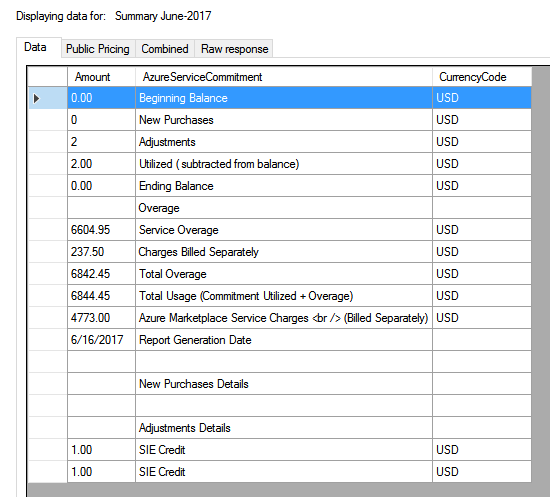 Displaying data for: Summary June-2017
Data Public Pricing Combined Raw response
Amount AzureServiceCommitment CurrencyCode
0.00 Beginning Balance USD
0 New Purchases USD
2 Adjustments USD
2.00 Utilized ( subtracted from balance) USD
0.00 Ending Balance USD
Overage
6604.95 Service Overage USD
237.50 Charges Billed Separately USD
6842.45 Total Overage USD
6844.45 Total Usage (Commitment Utilized + Overage) USD
4773.00 Azure Marketplace Service Charges <br /> (Billed Separately) USD
6/16/2017 Report Generation Date
New Purchases Details
Adjustments Details
1.00 SIE Credit USD
1.00 SIE Credit USD